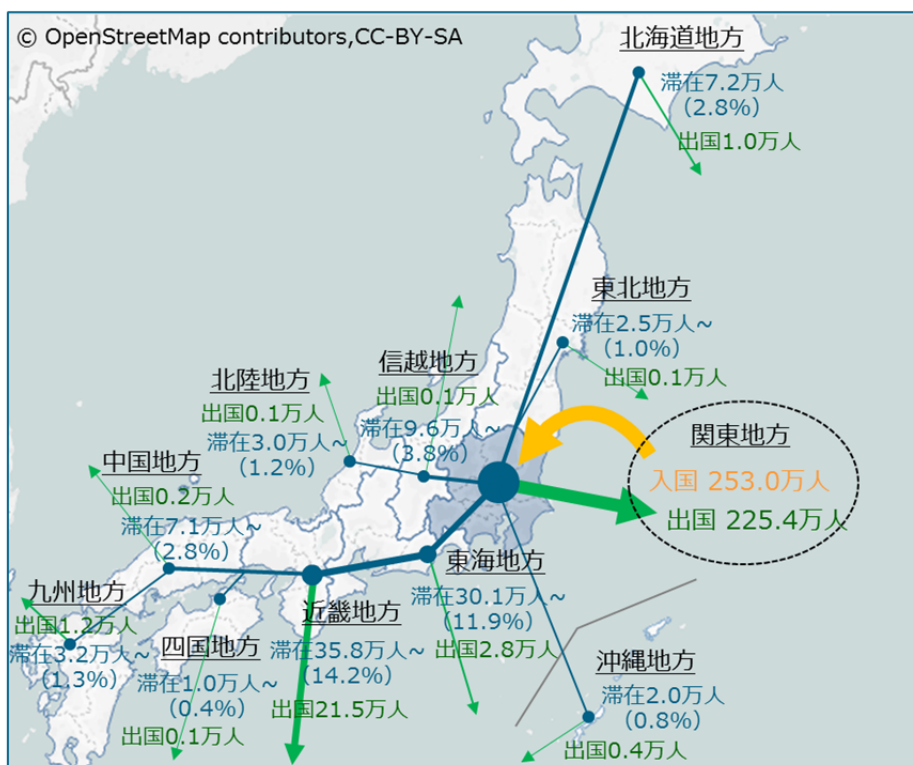 © OpenStreetMap contributors,CC-BY-SA
北海道地方
滞在7.2万人
(2.8%)
出国1.0万人
東北地方
滞在2.5万人~
(1.0%)
出国0.1万人
信越地方
出国0.1万人
滞在9.6万人~
(3.8%)
北陸地方
出国0.1万人
滞在3.0万人~
(1.2%)
関東地方
入国 253.0万人
出国 225.4万人
中国地方
出国0.2万人
滞在7.1万人~
(2.8%)
東海地方
滞在30.1万人~
(11.9%)
出国2.8万人
九州地方
出国1.2万人
滞在3.2万人~
(1.3%)
四国地方
滞在1.0万人~
(0.4%)
出国0.1万人
近畿地方
滞在35.8万人~
(14.2%)
出国21.5万人
沖縄地方
滞在2.0万人
(0.8%)
出国0.4万人